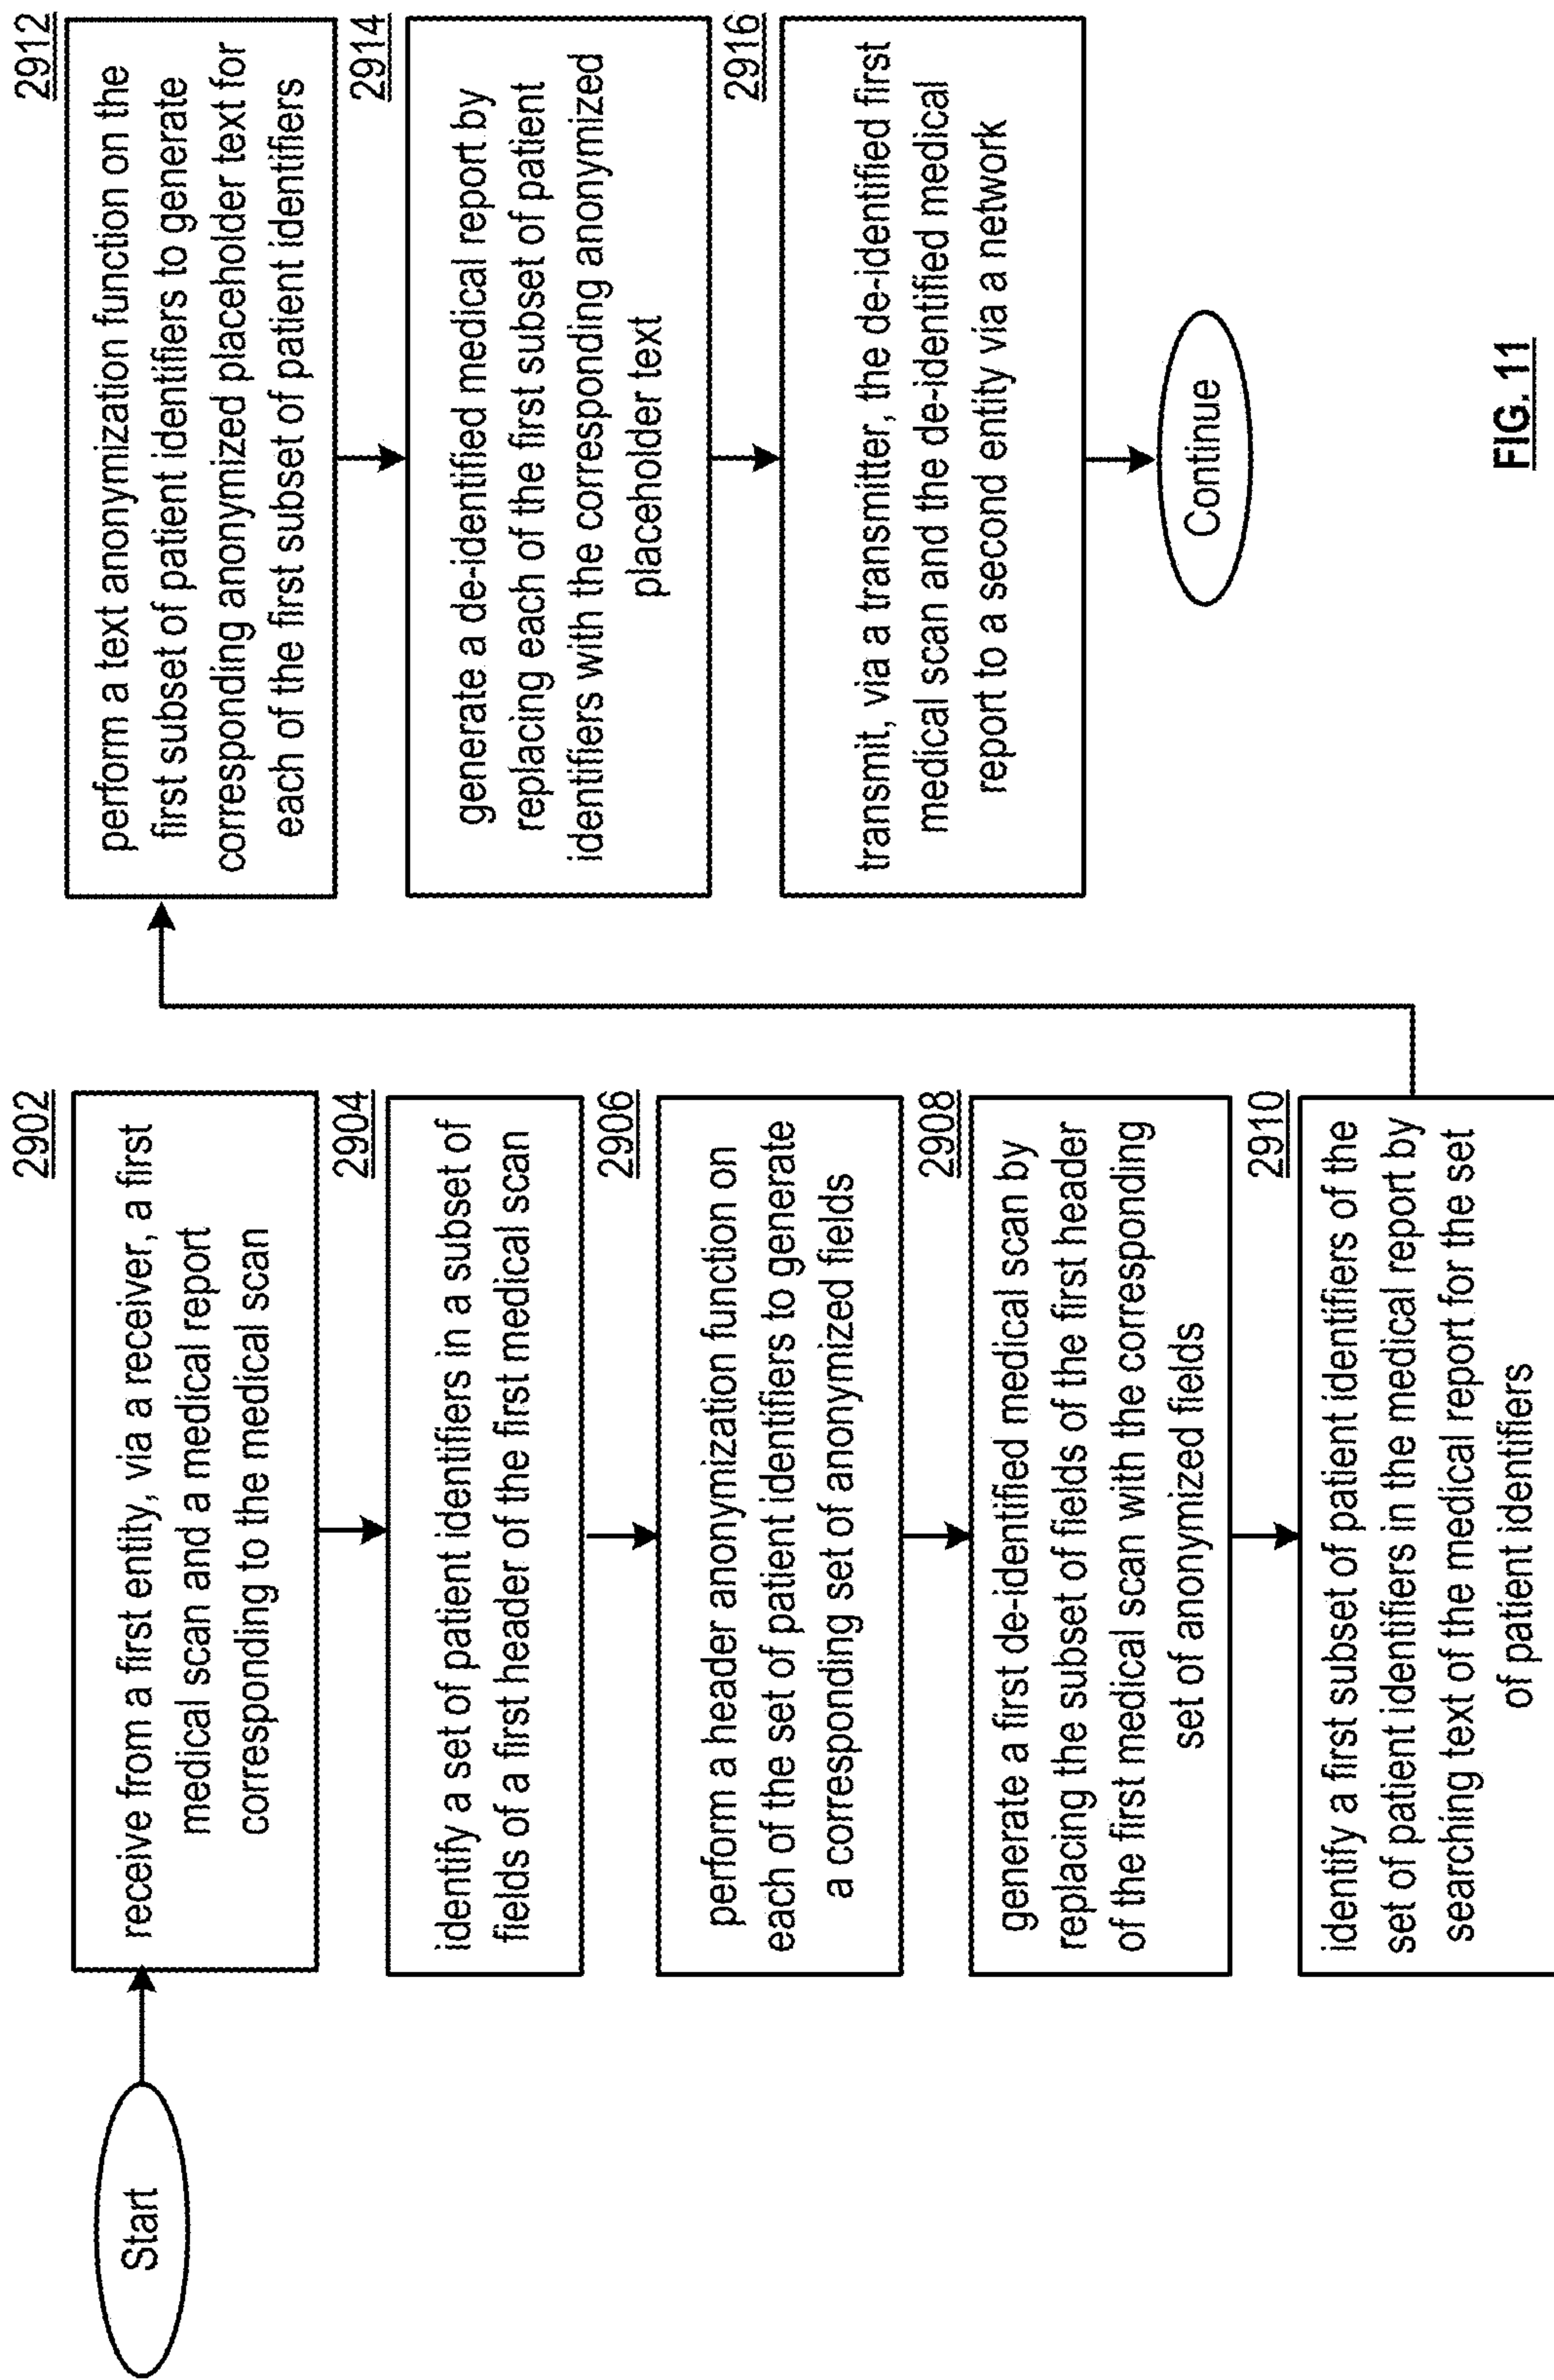 Start
2902
receive from a first entity, via a receiver, a first
medical scan and a medical report
corresponding to the medical scan
2904
identify a set of patient identifiers in a subset of
fields of a first header of the first medical scan
2906
perform a header anonymization function on
each of the set of patient identifiers to generate
a corresponding set of anonymized fields
2908
generate a first de-identified medical scan by
replacing the subset of fields of the first header
of the first medical scan with the corresponding
set of anonymized fields
2910
identify a first subset of patient identifiers of the
set of patient identifiers in the medical report by
searching text of the medical report for the set
of patient identifiers
2912
perform a text anonymization function on the
first subset of patient identifiers to generate
corresponding anonymized placeholder text for
each of the first subset of patient identifiers
2914
generate a de-identified medical report by
replacing each of the first subset of patient
identifiers with the corresponding anonymized
placeholder text
2916
transmit, via a transmitter, the de-identified first
medical scan and the de-identified medical
report to a second entity via a network
Continue
FIG. 11